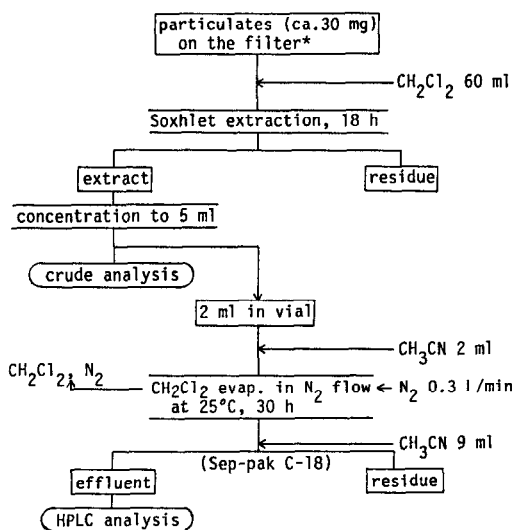 particulates (ca.30 mg)
on the filter*
CH2Cl2 60 ml
Soxhlet extraction, 18 h
extract
residue
concentration to 5 ml
crude analysis
2 ml in vial
CH3CN 2 ml
CH2Cl2, N2
CH2Cl2 evap. in N2 flow
N2 0.3 l/min
at 25°C, 30 h
CH3CN 9 ml
(Sep-pak C-18)
effluent
residue
HPLC analysis